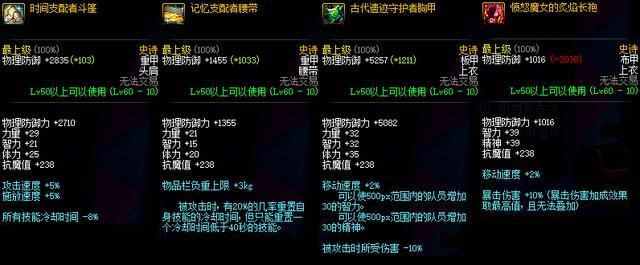 时间支配者斗篷
最上级(100%) 史诗
物理防御 +2835(+103) 重甲
头肩
无法交易
Lv50以上可以使用 (Lv60 - 10)
物理防御力 +2710
力量 +29
智力 +21
体力 +25
抗魔值 +238
攻击速度 +5%
施放速度 +5%
所有技能冷却时间 -8%
记忆支配者腰带
最上级(100%) 史诗
物理防御 +1455(+1033) 重甲
腰带
无法交易
Lv50以上可以使用 (Lv60 - 10)
物理防御力 +1355
力量 +21
智力 +15
体力 +20
抗魔值 +238
物品栏负重上限 +3kg
被攻击时, 有20%的几率重置自
身技能的冷却时间, 但只能重置一
个冷却时间低于40秒的技能。
古代遗迹守护者胸甲
最上级(100%) 史诗
物理防御 +5257(+1211) 板甲
上衣
无法交易
Lv50以上可以使用 (Lv60 - 10)
物理防御力 +5082
力量 +32
智力 +32
体力 +35
抗魔值 +238
移动速度 +2%
可以使500px范围内的队员增加
30的智力。
可以使500px范围内的队员增加
30的精神。
被攻击时所受伤害 -10%
愤怒魔女的炙焰长袍
最上级(100%) 史诗
物理防御 +1016 布甲
上衣
无法交易
Lv50以上可以使用 (Lv60 - 10)
物理防御力 +1016
智力 +39
精神 +39
抗魔值 +238
移动速度 +2%
暴击伤害 +10% (暴击伤害加成效果
取最高值, 且无法叠加)